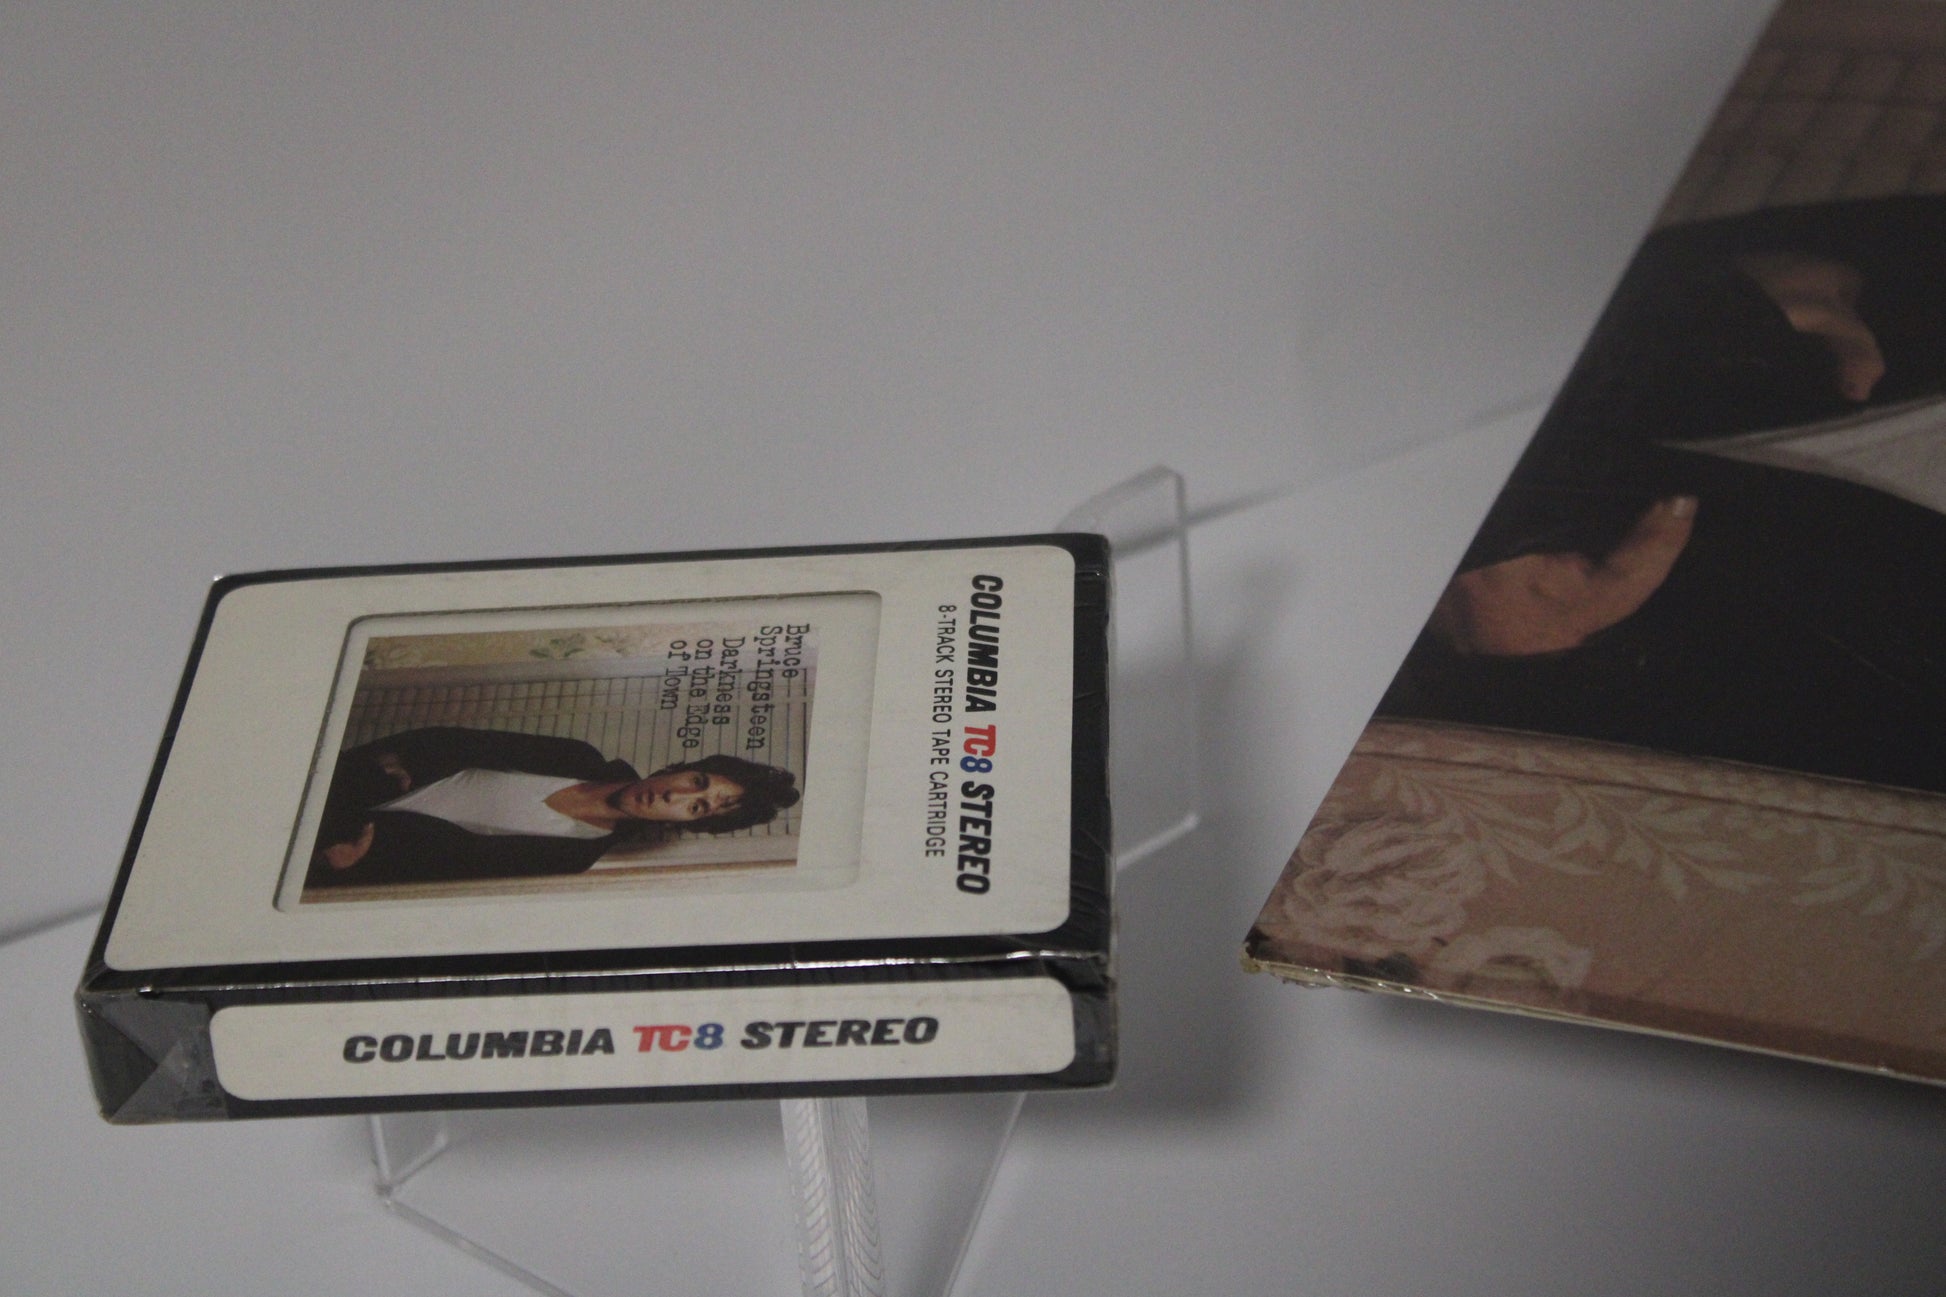 COLUMBIA TC8 STEREO
8-TRACK STEREO TAPE CARTRIDGE
Bruce
Springsteen
Darkness
on the Edge
of Town
COLUMBIA TC8 STEREO